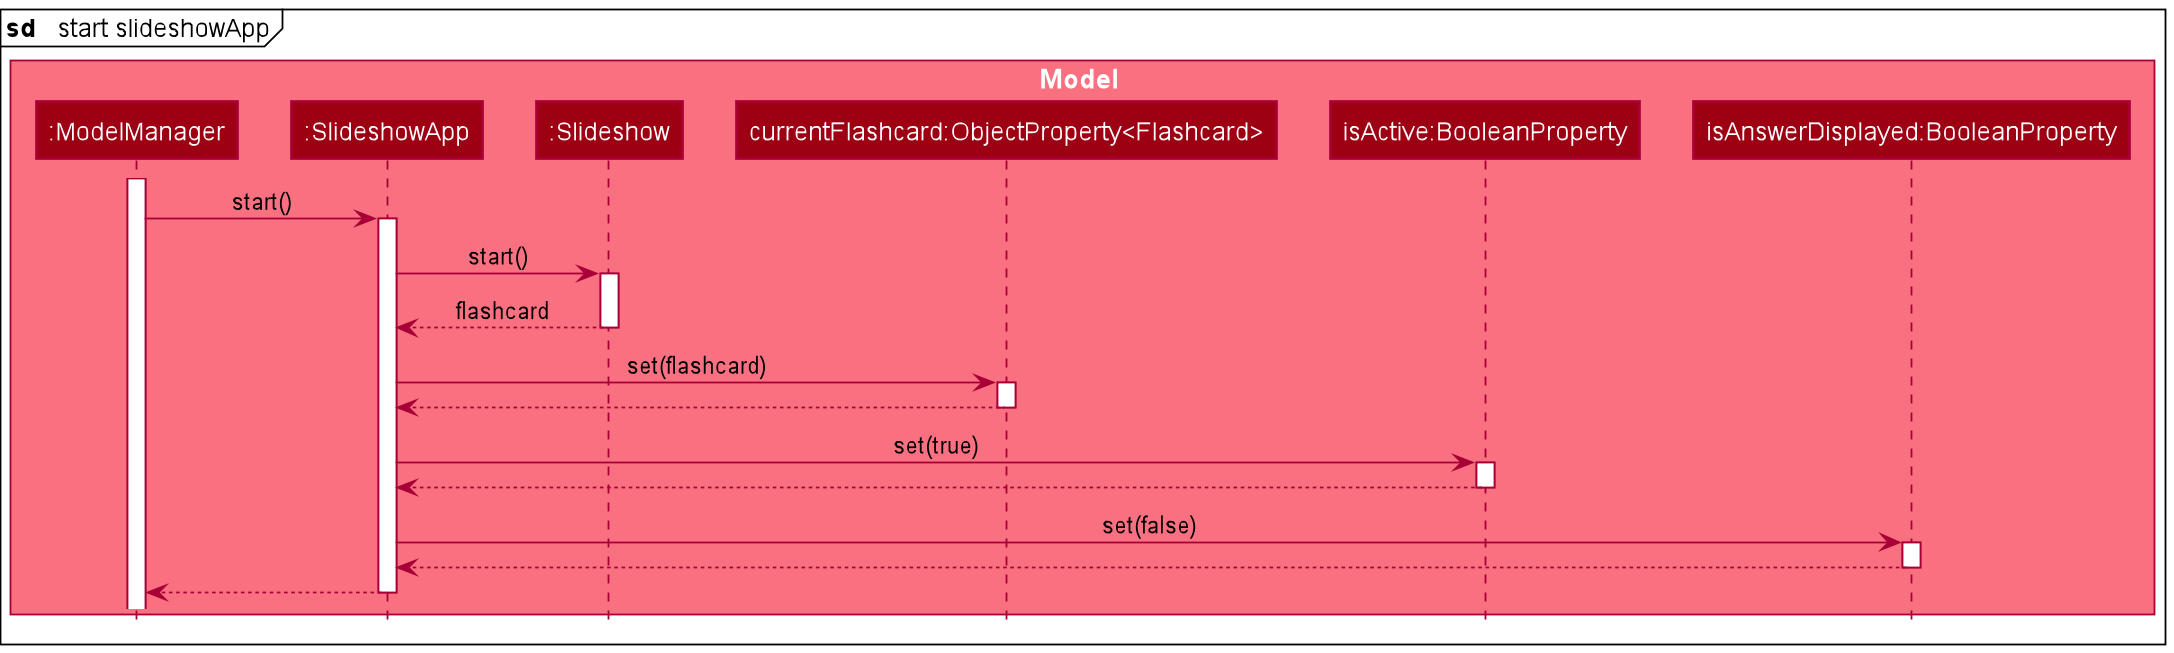 sd start slideshowApp
Model
:ModelManager
:SlideshowApp
:Slideshow
currentFlashcard:ObjectProperty<Flashcard>
isActive:BooleanProperty
isAnswerDisplayed:BooleanProperty
start()
start()
flashcard
set(flashcard)
set(true)
set(false)